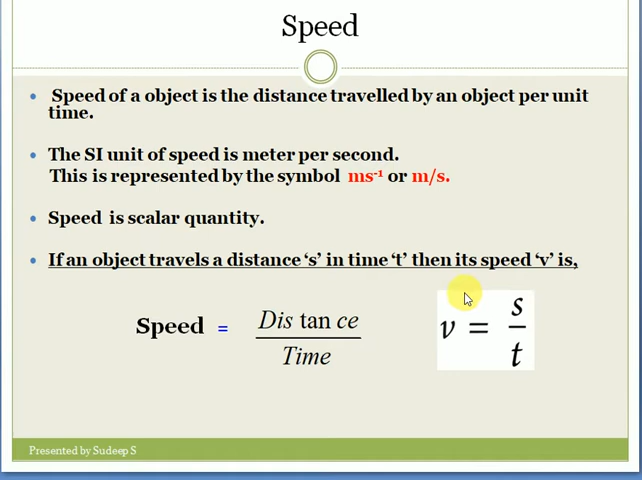 Speed
• Speed of a object is the distance travelled by an object per unit
time.
• The SI unit of speed is meter per second.
This is represented by the symbol ms⁻¹ or m/s.
• Speed is scalar quantity.
• If an object travels a distance ‘s’ in time ‘t’ then its speed ‘v’ is,
Speed = Dis tan ce / Time
v = s / t
Presented by Sudeep S